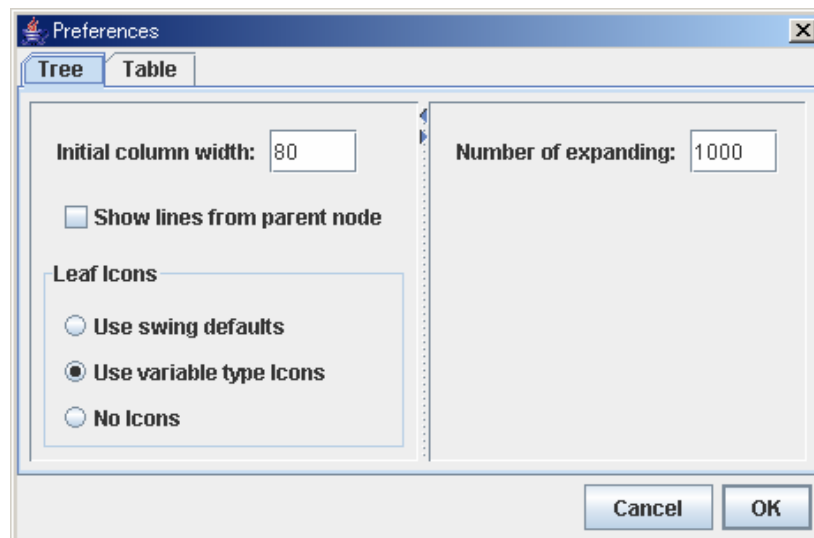 Preferences
Tree Table
Initial column width: 80
Show lines from parent node
Leaf Icons
Use swing defaults
Use variable type Icons
No Icons
Number of expanding: 1000
Cancel OK